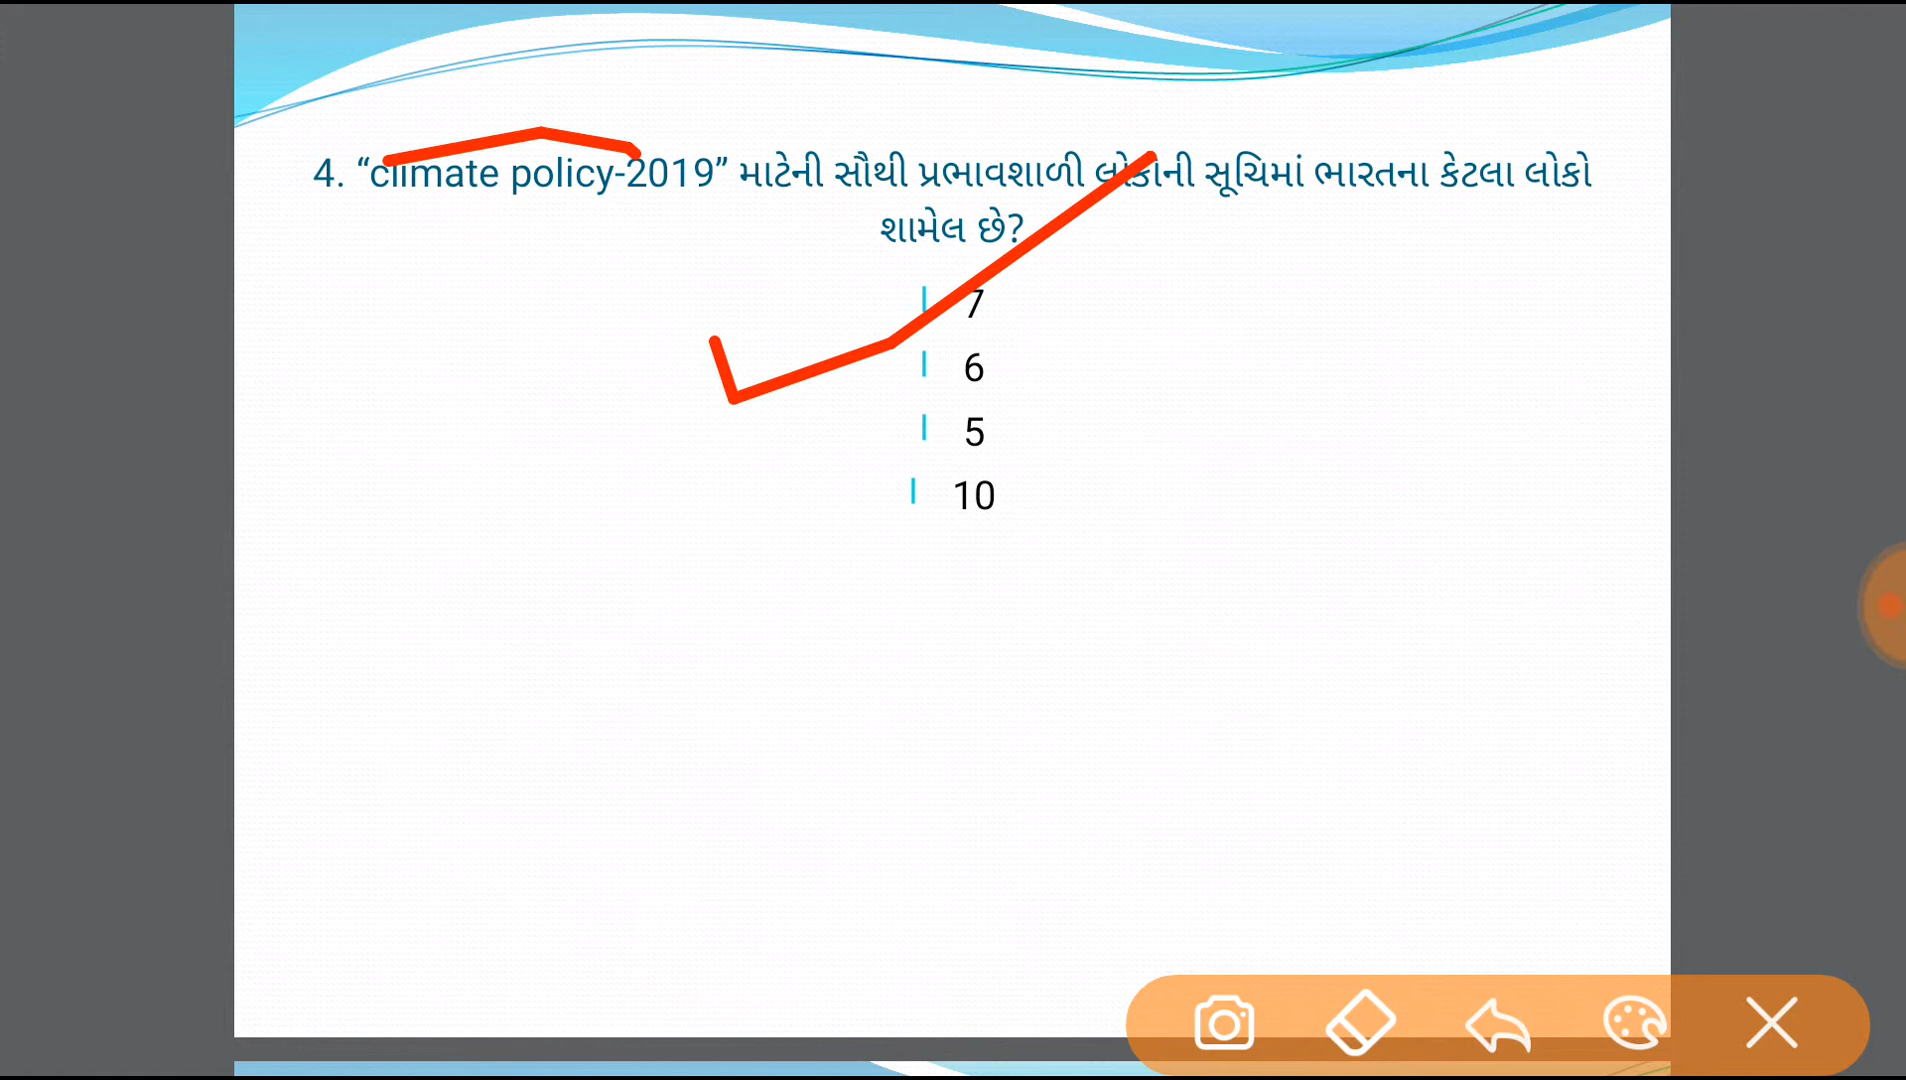 4. “climate policy-2019” માટેની સૌથી પ્રભાવશાળી લોકોની સૂચિમાં ભારતના કેટલા લોકો
શામેલ છે?
7
6
5
10